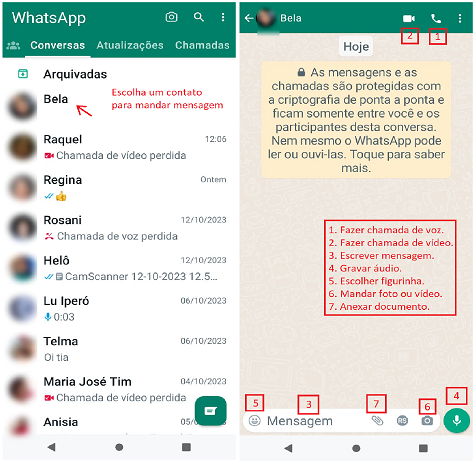 WhatsApp
Conversas Atualizações Chamadas
Arquivadas
Bela
Escolha um contato
para mandar mensagem
Raquel 12:06
Chamada de vídeo perdida
Regina Ontem
👍
Rosani 12/10/2023
Chamada de voz perdida
Helô 12/10/2023
CamScanner 12-10-2023 12.5...
Lu Iperó 06/10/2023
0:03
Telma 06/10/2023
Oi tia
Maria José Tim 04/10/2023
Chamada de vídeo perdida
Anisia
Bela
2 1
Hoje
As mensagens e as
chamadas são protegidas com
a criptografia de ponta a ponta e
ficam somente entre você e os
participantes desta conversa.
Nem mesmo o WhatsApp pode
ler ou ouvi-las. Toque para saber
mais.
1. Fazer chamada de voz.
2. Fazer chamada de vídeo.
3. Escrever mensagem.
4. Gravar áudio.
5. Escolher figurinha.
6. Mandar foto ou vídeo.
7. Anexar documento.
5 3 7 6 4
Mensagem